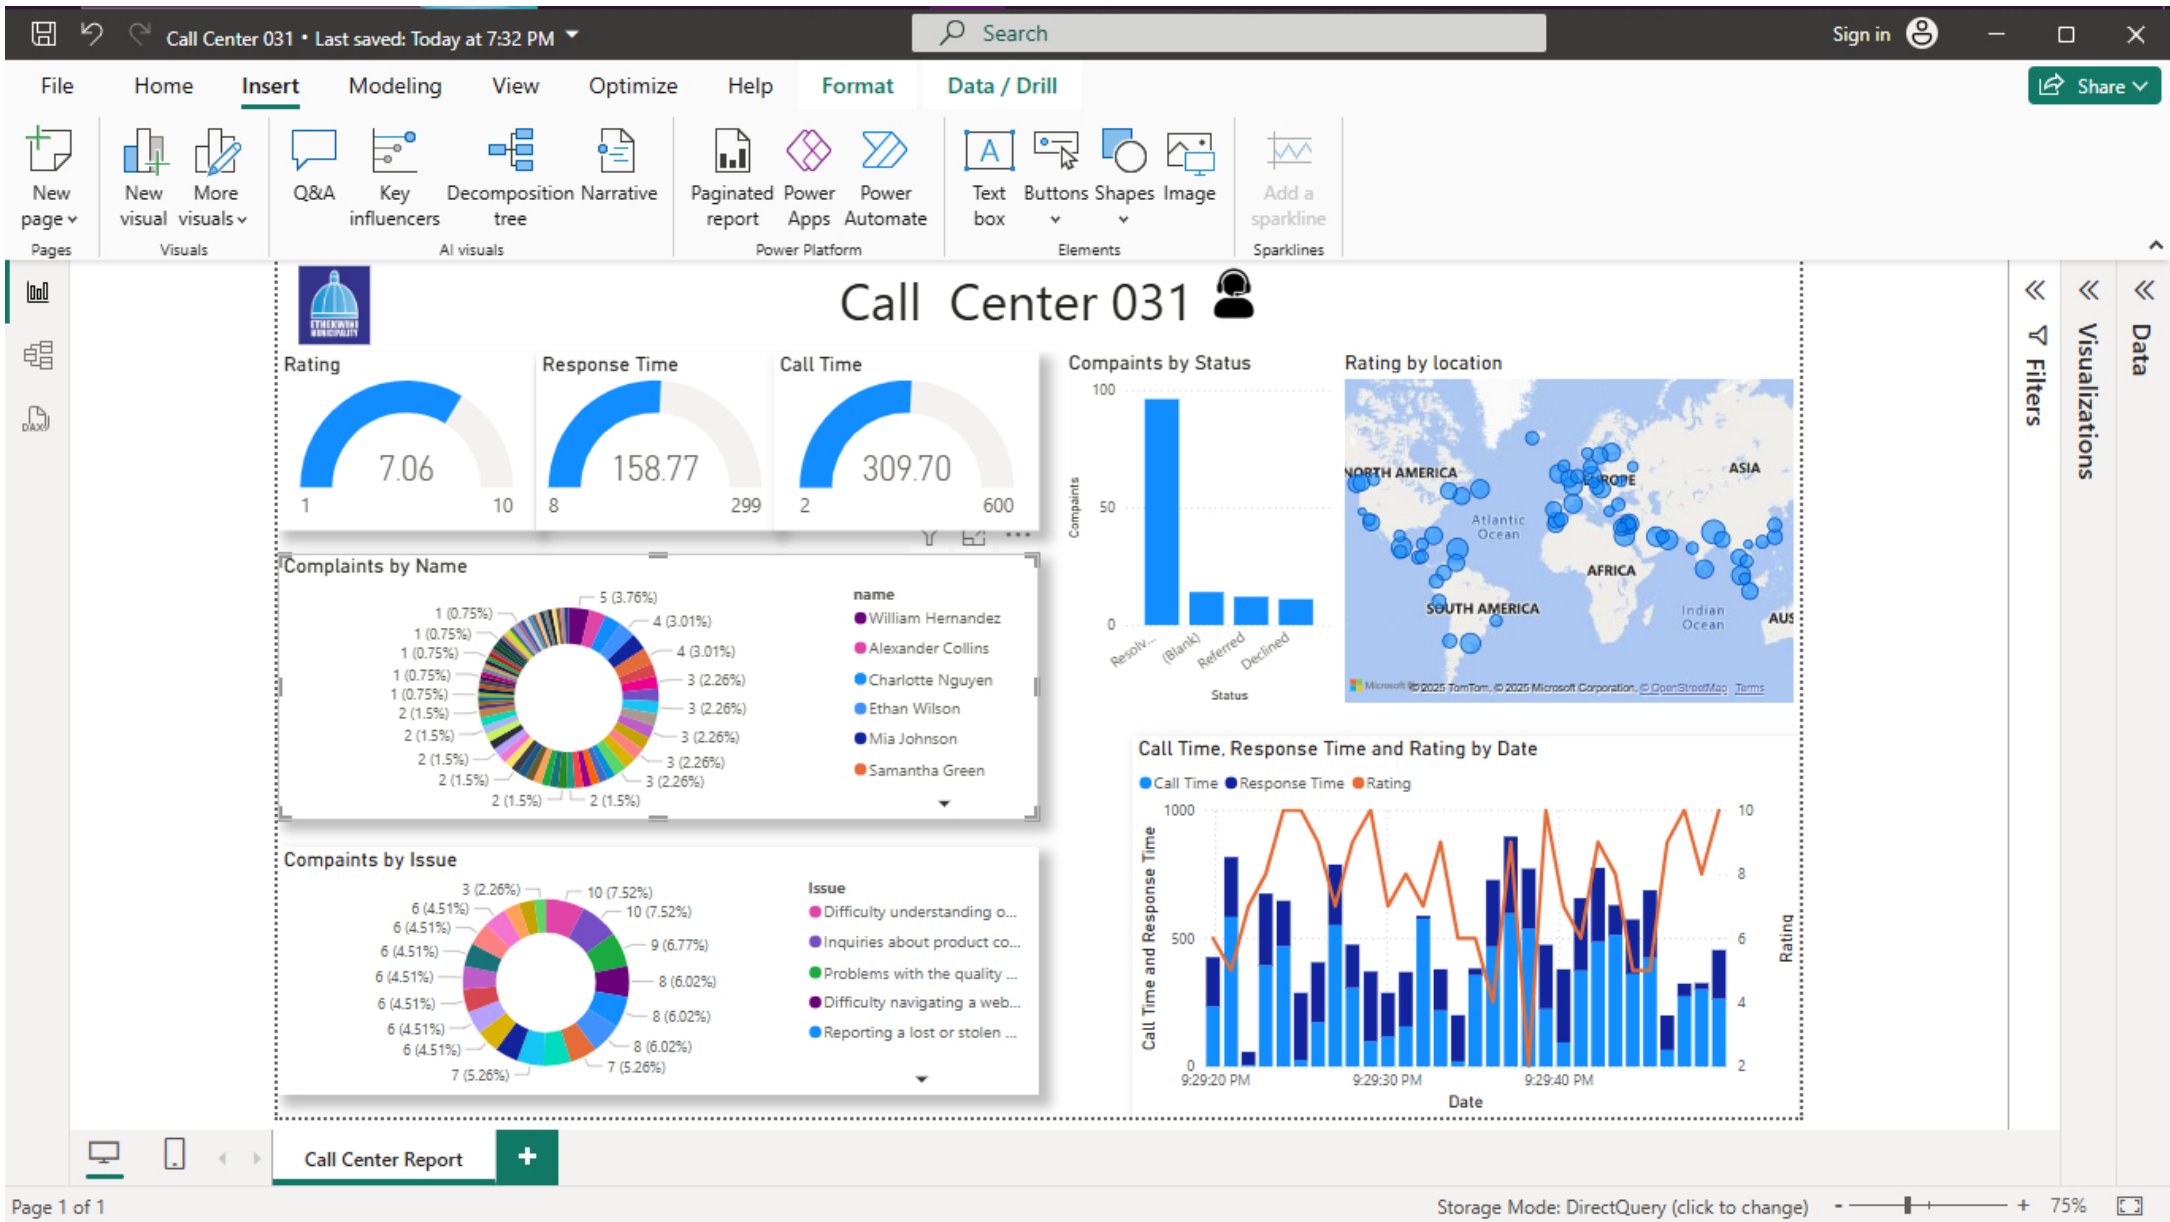 Call Center 031 • Last saved: Today at 7:32 PM
Search
Sign in
File Home Insert Modeling View Optimize Help Format Data / Drill
Share
New page
New visual
More visuals
Q&A
Key influencers
Decomposition tree
Narrative
Paginated report
Power Apps
Power Automate
Text box
Buttons
Shapes
Image
Add a sparkline
Pages
Visuals
AI visuals
Power Platform
Elements
Sparklines
DAX
ETHEKWINI
MUNICIPALITY
Call Center 031
Filters
Visualizations
Data
Rating
7.06
1
10
Response Time
158.77
8
299
Call Time
309.70
2
600
Compaints by Status
100
50
0
Compaints
Resolv...
(Blank)
Referred
Declined
Status
Rating by location
NORTH AMERICA
EUROPE
ASIA
Atlantic
Ocean
AFRICA
SOUTH AMERICA
Indian
Ocean
AUS
Microsoft
©2025 TomTom, © 2025 Microsoft Corporation, © OpenStreetMap Terms
Complaints by Name
5 (3.76%)
4 (3.01%)
4 (3.01%)
3 (2.26%)
3 (2.26%)
3 (2.26%)
3 (2.26%)
3 (2.26%)
2 (1.5%)
2 (1.5%)
2 (1.5%)
2 (1.5%)
2 (1.5%)
2 (1.5%)
1 (0.75%)
1 (0.75%)
1 (0.75%)
1 (0.75%)
1 (0.75%)
name
William Hernandez
Alexander Collins
Charlotte Nguyen
Ethan Wilson
Mia Johnson
Samantha Green
Compaints by Issue
10 (7.52%)
10 (7.52%)
9 (6.77%)
8 (6.02%)
8 (6.02%)
8 (6.02%)
7 (5.26%)
7 (5.26%)
6 (4.51%)
6 (4.51%)
6 (4.51%)
6 (4.51%)
6 (4.51%)
6 (4.51%)
6 (4.51%)
3 (2.26%)
Issue
Difficulty understanding o...
Inquiries about product co...
Problems with the quality ...
Difficulty navigating a web...
Reporting a lost or stolen ...
Call Time, Response Time and Rating by Date
Call Time Response Time Rating
1000
500
0
Call Time and Response Time
10
8
6
4
2
Rating
9:29:20 PM 9:29:30 PM 9:29:40 PM
Date
Call Center Report
+
Page 1 of 1
Storage Mode: DirectQuery (click to change)
- + 75%